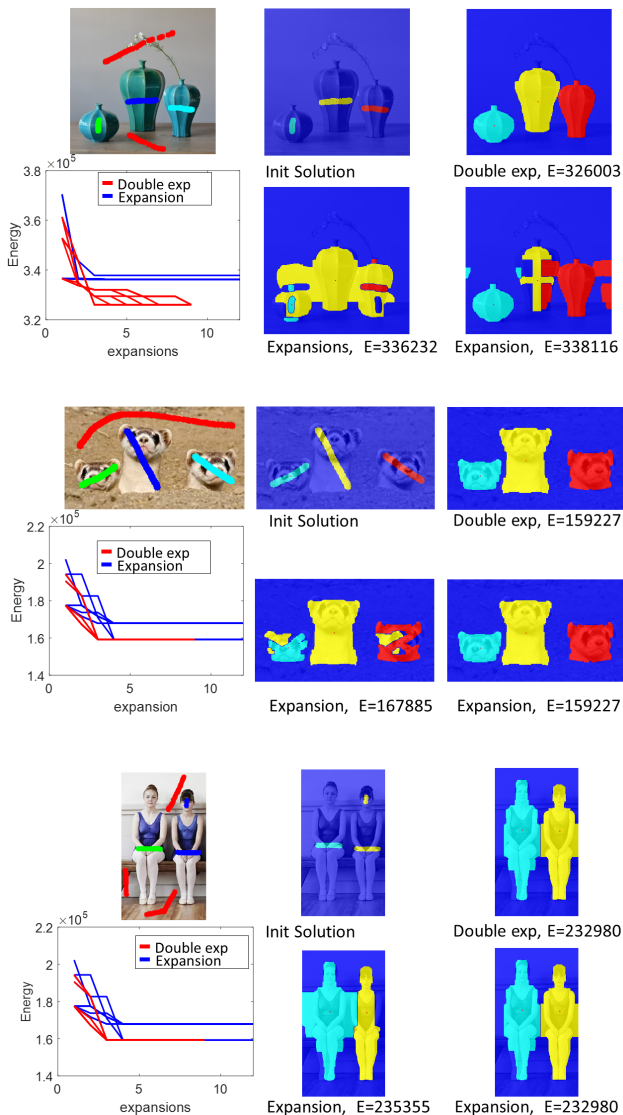 Init Solution
Double exp, E=326003
×10^5
3.8
3.6
3.4
3.2
Energy
Double exp
Expansion
0
5
10
expansions
Expansions, E=336232
Expansion, E=338116
Init Solution
Double exp, E=159227
×10^5
2.2
2
1.8
1.6
1.4
Energy
Double exp
Expansion
0
5
10
expansion
Expansion, E=167885
Expansion, E=159227
Init Solution
Double exp, E=232980
×10^5
2.2
2
1.8
1.6
1.4
Energy
Double exp
Expansion
0
5
10
expansions
Expansion, E=235355
Expansion, E=232980